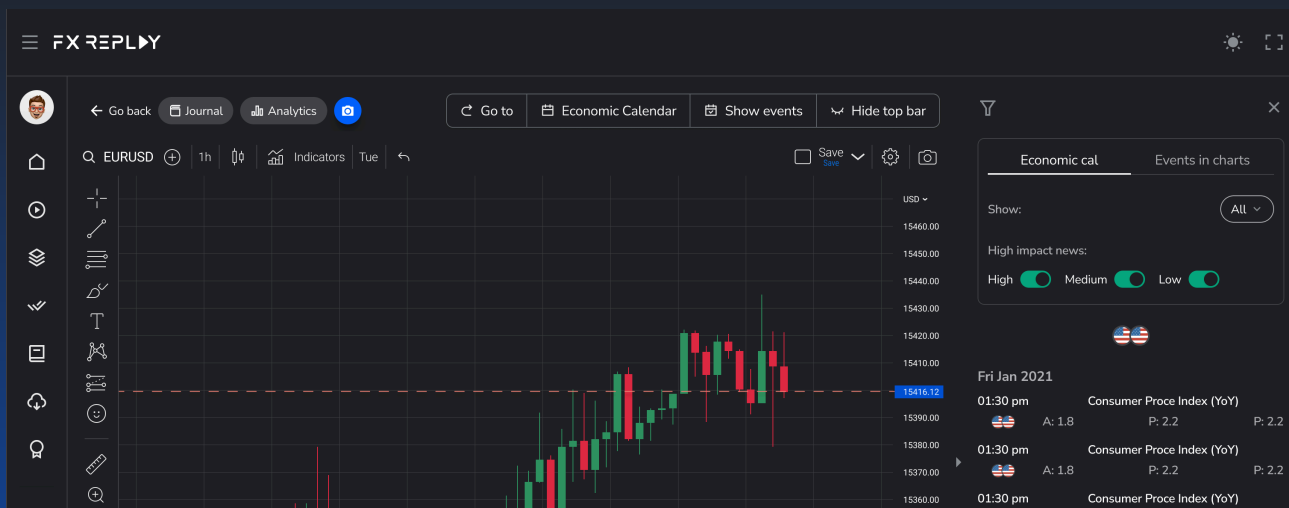 FX REPLAY
Go back Journal Analytics Go to Economic Calendar Show events Hide top bar
EURUSD 1h Indicators Tue Save
Save
USD
15460.00
15450.00
15440.00
15430.00
15420.00
15410.00
15416.12
15390.00
15380.00
15370.00
15360.00
Economic cal Events in charts
Show: All
High impact news:
High Medium Low
Fri Jan 2021
01:30 pm Consumer Proce Index (YoY)
A: 1.8 P: 2.2 P: 2.2
01:30 pm Consumer Proce Index (YoY)
A: 1.8 P: 2.2 P: 2.2
01:30 pm Consumer Proce Index (YoY)